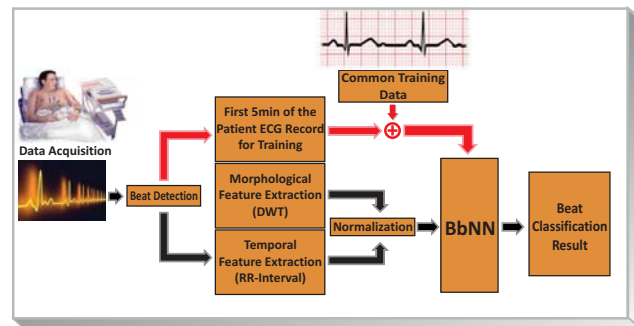 Common Training
Data
First 5min of the
Patient ECG Record
for Training
Data Acquisition
Beat Detection
Morphological
Feature Extraction
(DWT)
Temporal
Feature Extraction
(RR-Interval)
Normalization
BbNN
Beat
Classification
Result